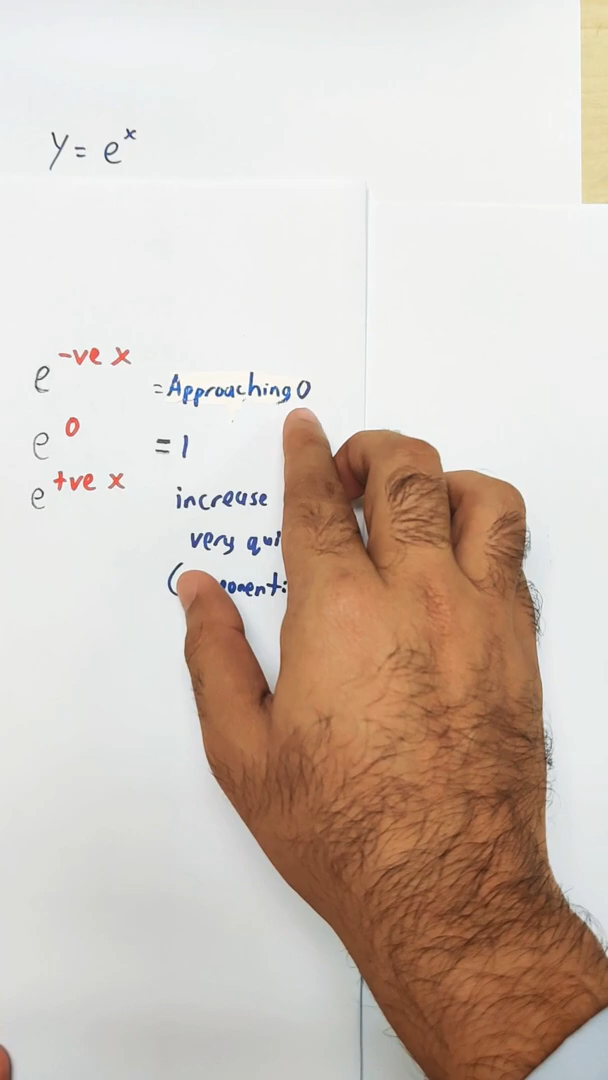 y = e^x
e^-ve x = Approaching 0
e^0 = 1
e^+ve x increase
very
(